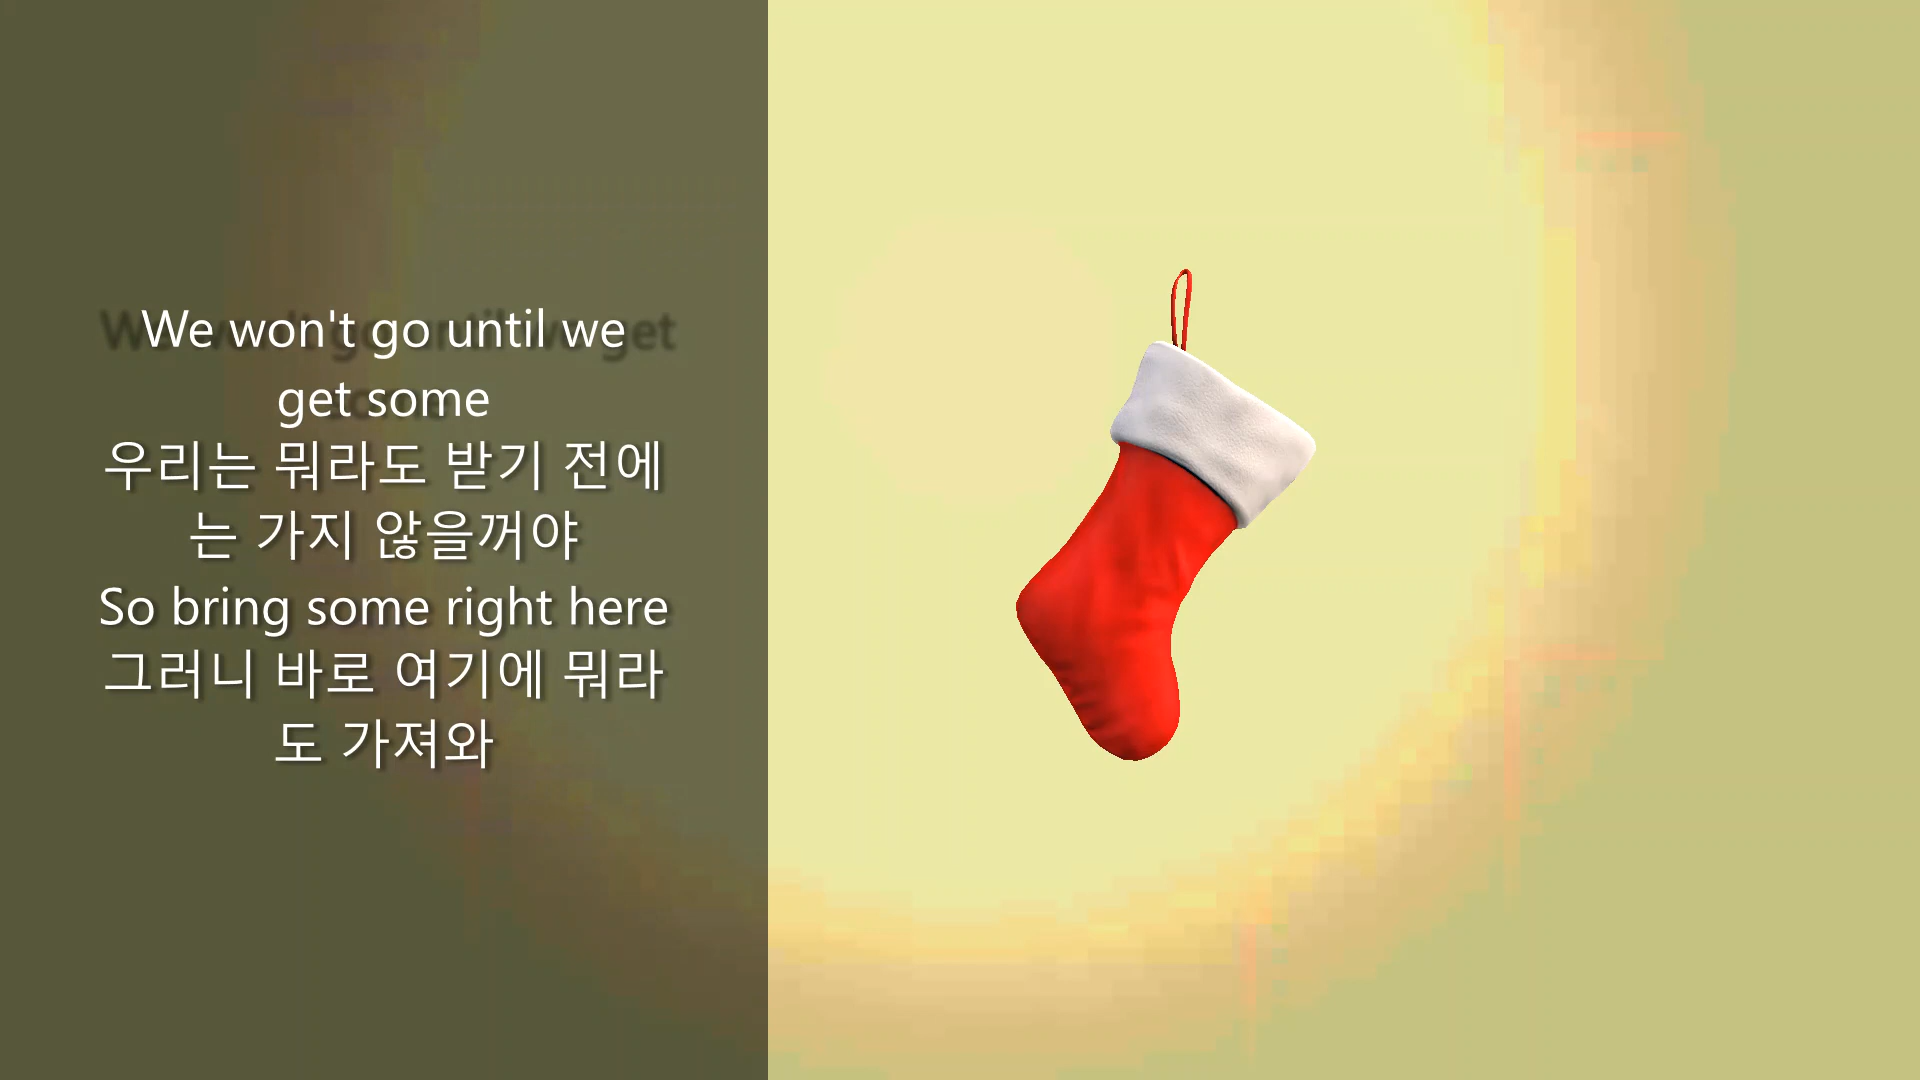 We won't go until we
get some
우리는 뭐라도 받기 전에
는 가지 않을꺼야
So bring some right here
그러니 바로 여기에 뭐라
도 가져와